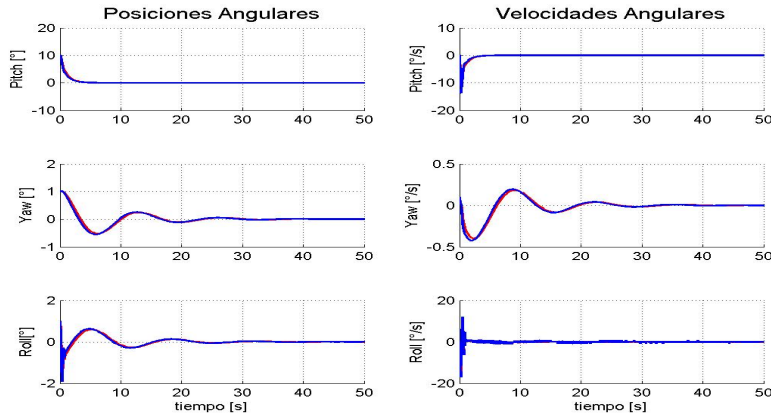 Posiciones Angulares
Velocidades Angulares
Pitch [°]
20
10
0
-10
0 10 20 30 40 50
Pitch [°/s]
10
0
-10
-20
0 10 20 30 40 50
Yaw [°]
2
1
0
-1
0 10 20 30 40 50
Yaw [°/s]
0.5
0
-0.5
0 10 20 30 40 50
Roll[°]
2
0
-2
0 10 20 30 40 50
tiempo [s]
Roll [°/s]
20
0
-20
0 10 20 30 40 50
tiempo [s]